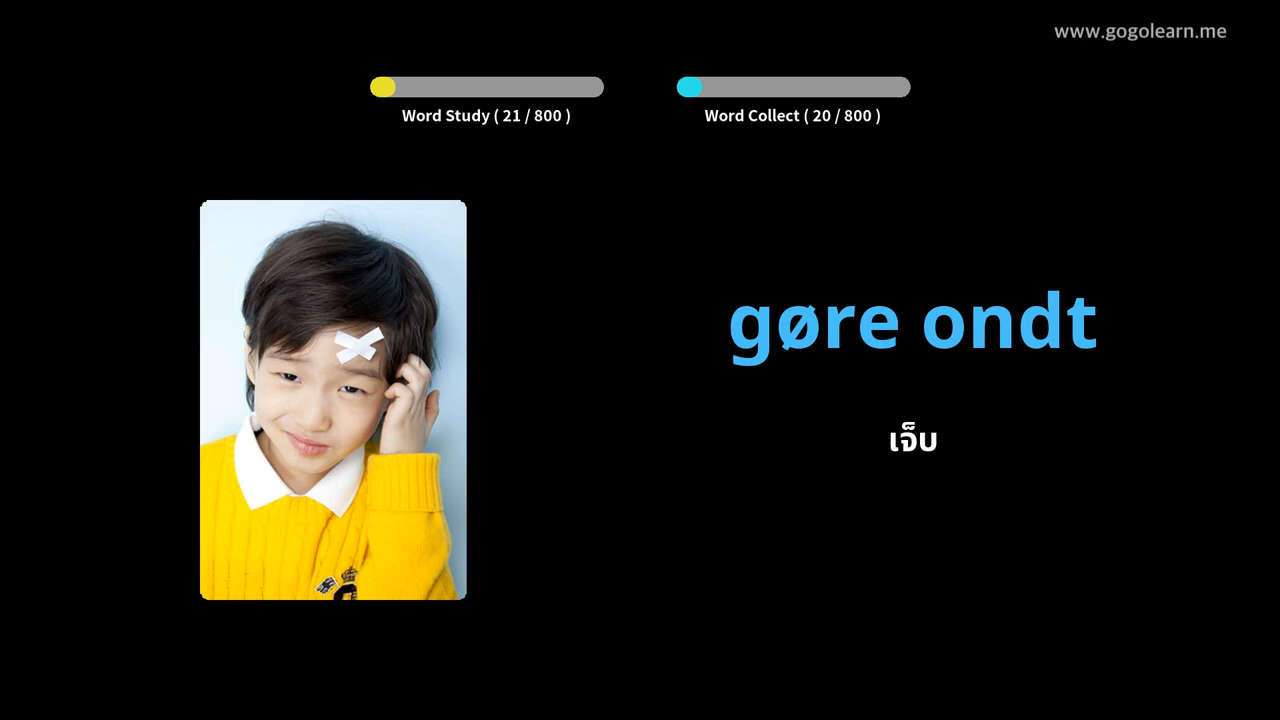 www.gogolearn.me
Word Study ( 21 / 800 )
Word Collect ( 20 / 800 )
gøre ondt
เจ็บ